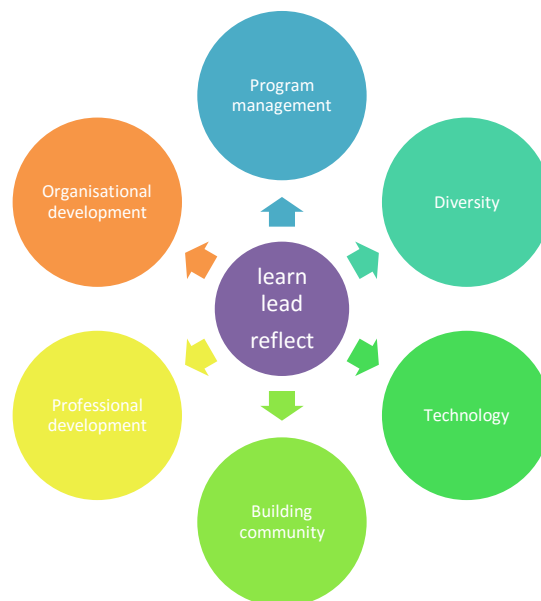 Program
management
Diversity
Technology
Building
community
Professional
development
Organisational
development
learn
lead
reflect